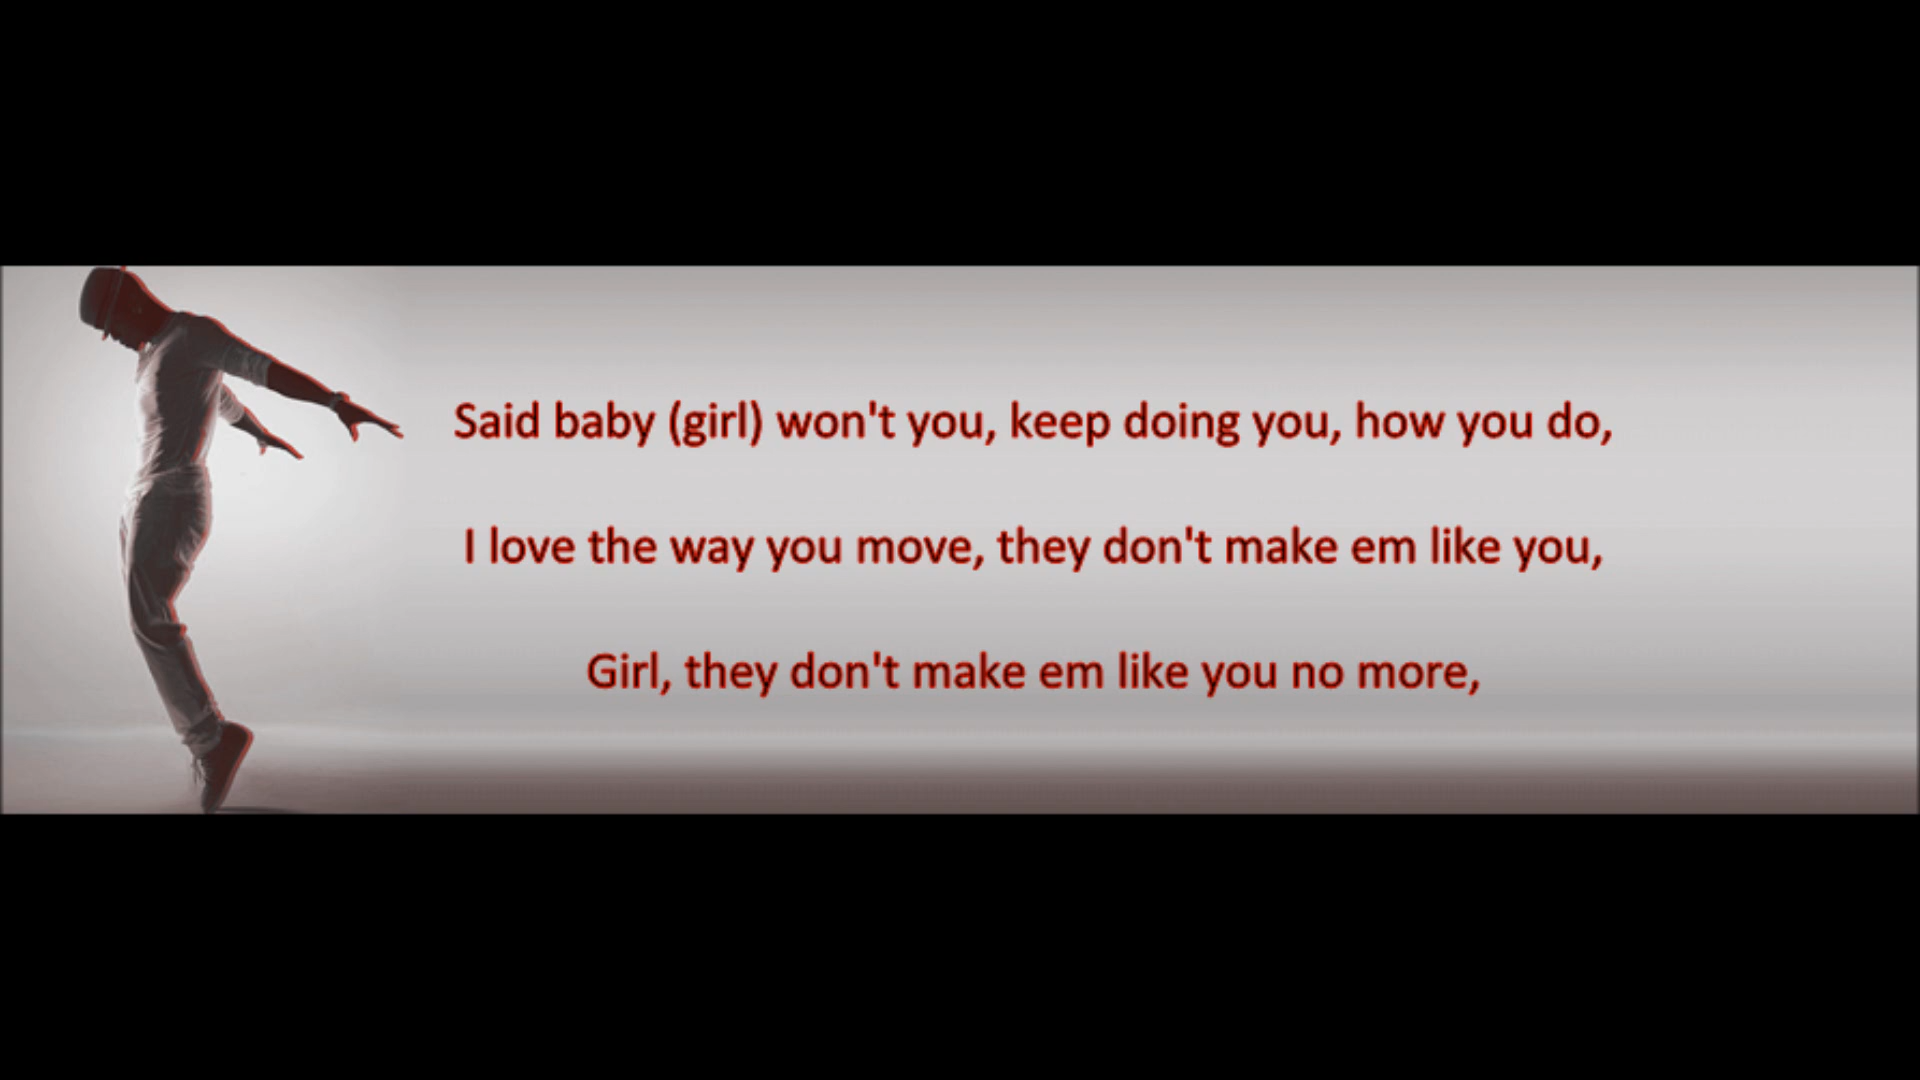 Said baby (girl) won't you, keep doing you, how you do,
I love the way you move, they don't make em like you,
Girl, they don't make em like you no more,